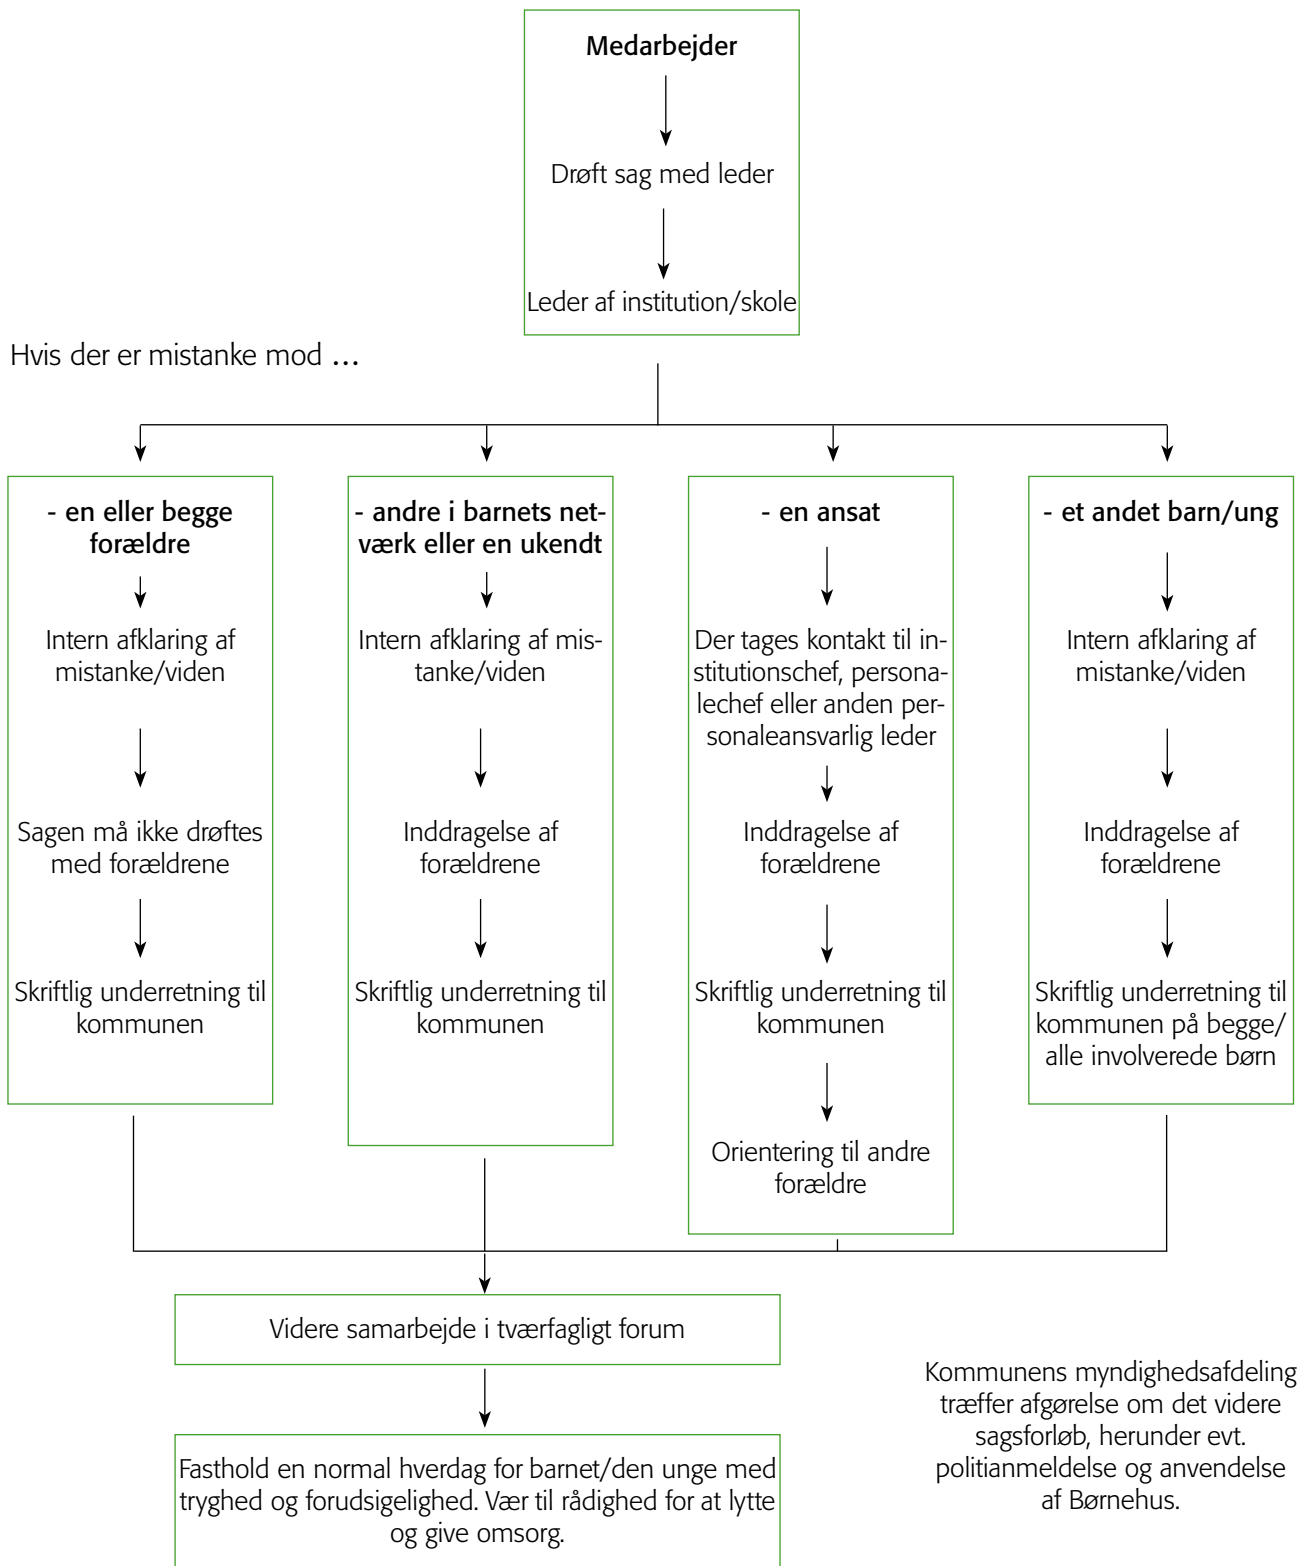 Medarbejder
Drøft sag med leder
Leder af institution/skole
Hvis der er mistanke mod ...
- en eller begge
forældre
Intern afklaring af
mistanke/viden
Sagen må ikke drøftes
med forældrene
Skriftlig underretning til
kommunen
- andre i barnets net-
værk eller en ukendt
Intern afklaring af mis-
tanke/viden
Inddragelse af
forældrene
Skriftlig underretning til
kommunen
- en ansat
Der tages kontakt til in-
stitutionschef, persona-
lechef eller anden per-
sonaleansvarlig leder
Inddragelse af
forældrene
Skriftlig underretning til
kommunen
Orientering til andre
forældre
- et andet barn/ung
Intern afklaring af
mistanke/viden
Inddragelse af
forældrene
Skriftlig underretning til
kommunen på begge/
alle involverede børn
Videre samarbejde i tværfagligt forum
Fasthold en normal hverdag for barnet/den unge med
tryghed og forudsigelighed. Vær til rådighed for at lytte
og give omsorg.
Kommunens myndighedsafdeling
træffer afgørelse om det videre
sagsforløb, herunder evt.
politianmeldelse og anvendelse
af Børnehus.